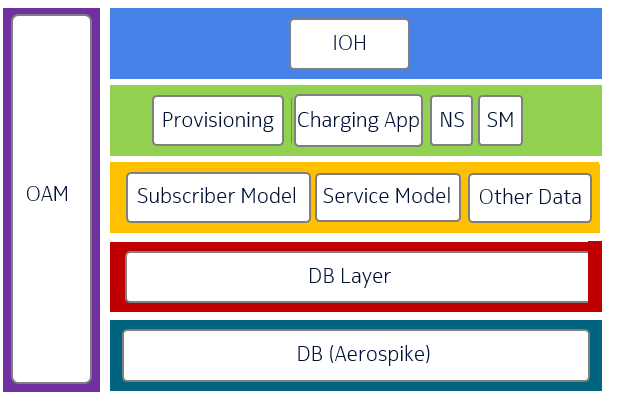 OAM
IOH
Provisioning
Charging App
NS
SM
Subscriber Model
Service Model
Other Data
DB Layer
DB (Aerospike)